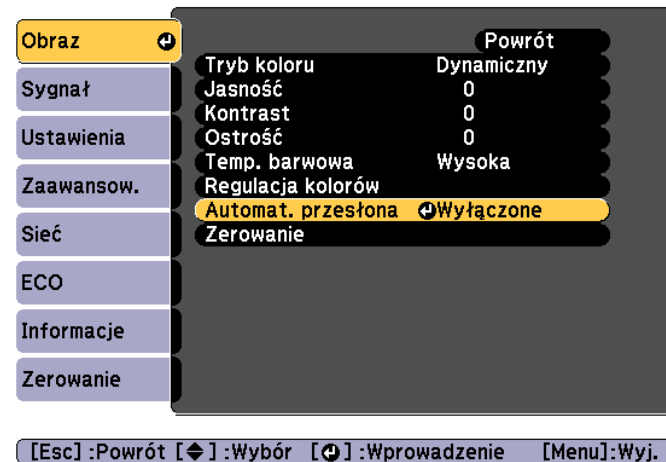 Obraz
Sygnał
Ustawienia
Zaawansow.
Sieć
ECO
Informacje
Zerowanie
Powrót
Tryb koloru Dynamiczny
Jasność 0
Kontrast 0
Ostrość 0
Temp. barwowa Wysoka
Regulacja kolorów
Automat. przesłona Wyłączone
Zerowanie
[Esc] :Powrót [◆] :Wybór [↵] :Wprowadzenie [Menu]:Wyj.